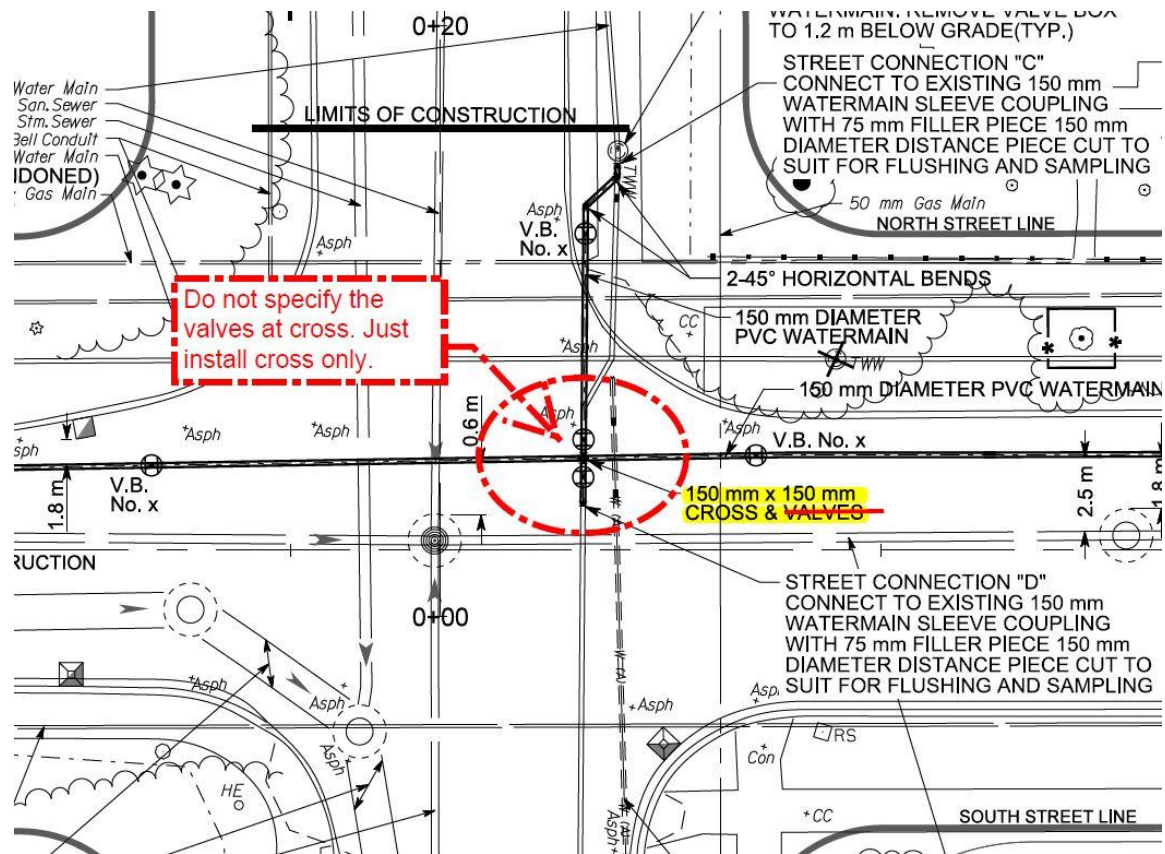 0+20
WATERMAIN. REMOVE VALVE BOX
TO 1.2 m BELOW GRADE(TYP.)
STREET CONNECTION "C"
CONNECT TO EXISTING 150 mm
WATERMAIN SLEEVE COUPLING
WITH 75 mm FILLER PIECE 150 mm
DIAMETER DISTANCE PIECE CUT TO
SUIT FOR FLUSHING AND SAMPLING
Water Main
San.Sewer
Stm.Sewer
Bell Conduit
Water Main
NDONED)
Gas Main
LIMITS OF CONSTRUCTION
TWW
50 mm Gas Main
NORTH STREET LINE
Asph
V.B.
No. x
Asph
2-45° HORIZONTAL BENDS
Do not specify the
valves at cross. Just
install cross only.
150 mm DIAMETER
PVC WATERMAIN
CC
Asph
TWW
150 mm DIAMETER PVC WATERMAIN
Asph
0.6 m
Asph
Asph
Asph
sph
V.B. No. x
V.B.
No. x
1.8 m
150 mm x 150 mm
CROSS & VALVES
2.5 m
1.8 m
RUCTION
STREET CONNECTION "D"
CONNECT TO EXISTING 150 mm
WATERMAIN SLEEVE COUPLING
WITH 75 mm FILLER PIECE 150 mm
DIAMETER DISTANCE PIECE CUT TO
SUIT FOR FLUSHING AND SAMPLING
0+00
W (A)
Asph
Asph
Asph
Asp
Asph
RS
Con
HE
Asph
CC
SOUTH STREET LINE